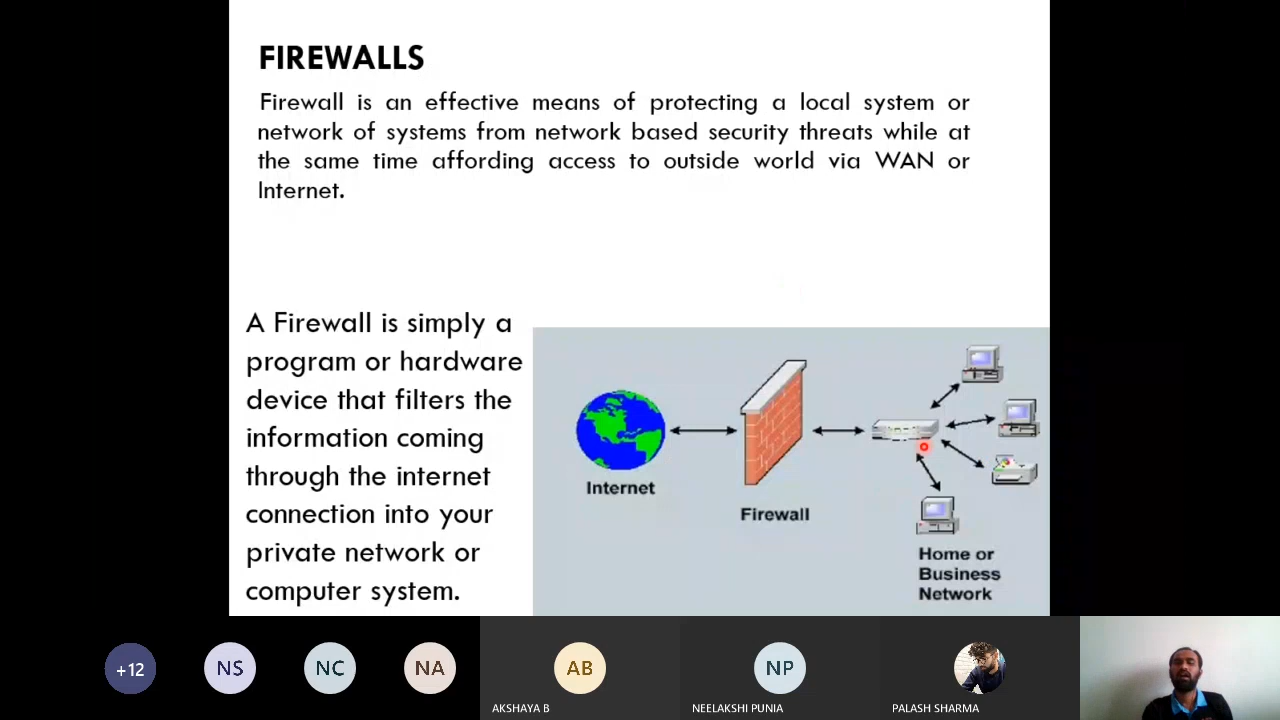 FIREWALLS
Firewall is an effective means of protecting a local system or
network of systems from network based security threats while at
the same time affording access to outside world via WAN or
Internet.
A Firewall is simply a
program or hardware
device that filters the
information coming
through the internet
connection into your
private network or
computer system.
Internet
Firewall
Home or
Business
Network
+12
NS
NC
NA
AB
NP
AKSHAYA B
NEELAKSHI PUNIA
PALASH SHARMA